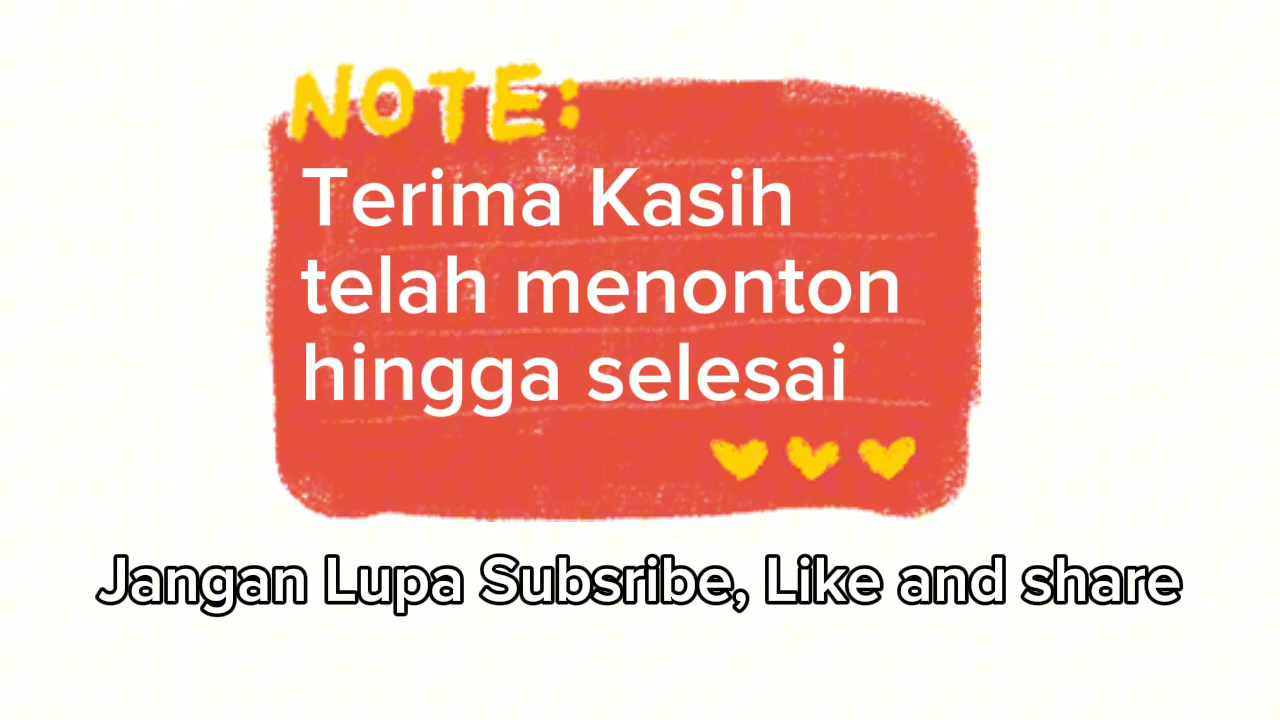 NOTE:
Terima Kasih
telah menonton
hingga selesai
Jangan Lupa Subsribe, Like and share